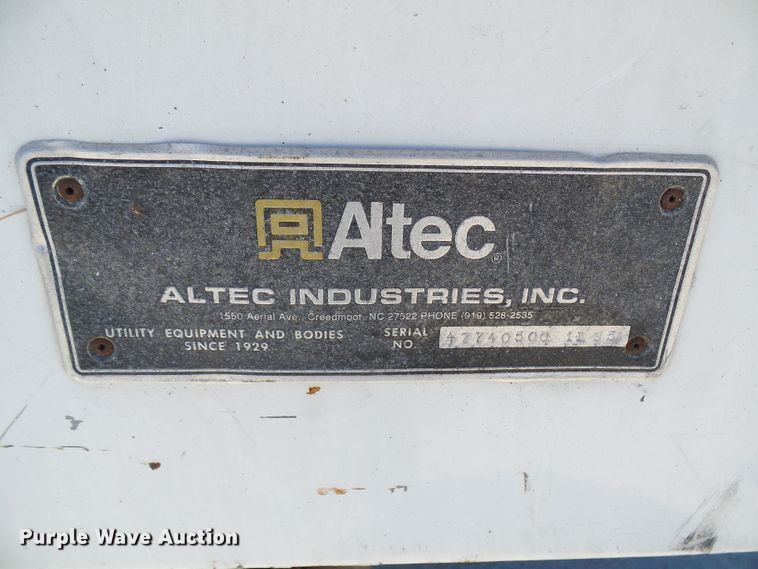 Altec®
ALTEC INDUSTRIES, INC.
1550 Aerial Ave., Creedmoor, NC 27522 PHONE (919) 528-2535
UTILITY EQUIPMENT AND BODIES
SINCE 1929
SERIAL
NO.
Purple Wave Auction®